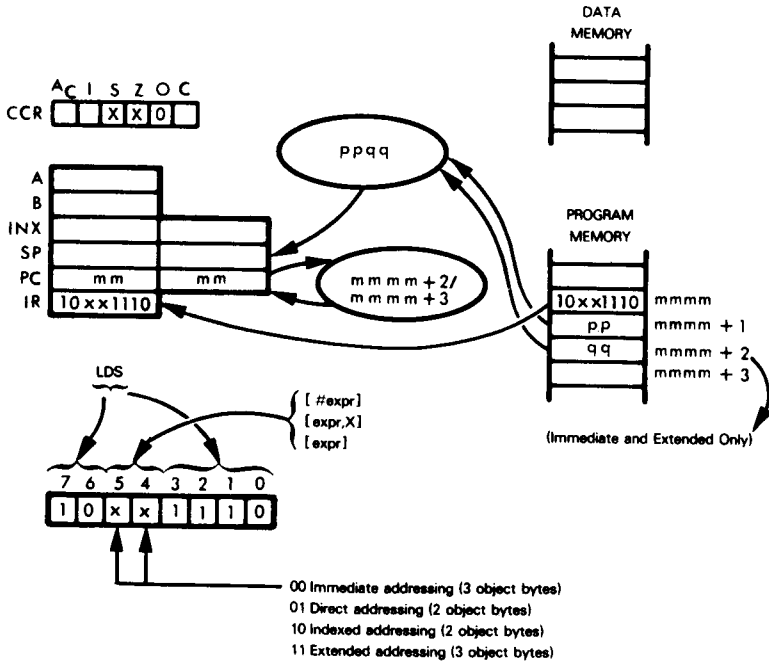 DATA
MEMORY
AC I S Z O C
CCR X X 0
ppqq
A
B
INX
SP
PC mm mm
IR 10xx1110
mmmm + 2/
mmmm + 3
PROGRAM
MEMORY
10xx1110 mmmm
pp mmmm + 1
qq mmmm + 2
mmmm + 3
(Immediate and Extended Only)
LDS
[ #expr]
[expr,X]
[expr]
7 6 5 4 3 2 1 0
1 0 x x 1 1 1 0
00 Immediate addressing (3 object bytes)
01 Direct addressing (2 object bytes)
10 Indexed addressing (2 object bytes)
11 Extended addressing (3 object bytes)